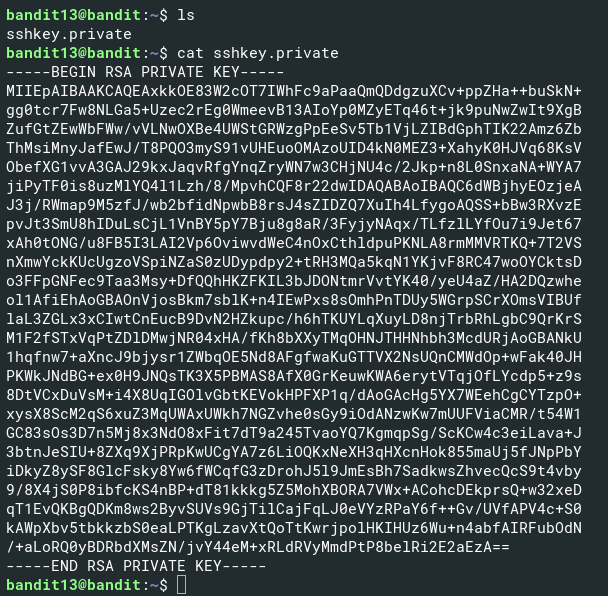 bandit13@bandit:~$ ls
sshkey.private
bandit13@bandit:~$ cat sshkey.private
-----BEGIN RSA PRIVATE KEY-----
MIIEpAIBAAKCAQEAxkkOE83W2cOT7IWhFc9aPaaQmQDdgzuXCv+ppZHa++buSkN+
gg0tcr7Fw8NLGa5+Uzec2rEg0WmeevB13AIoYp0MZyETq46t+jk9puNwZwIt9XgB
ZufGtZEwWbFWw/vVLNwOXBe4UWStGRWzgPpEeSv5Tb1VjLZIBdGphTIK22Amz6Zb
ThMsiMnyJafEwJ/T8PQO3myS91vUHEuoOMAzoUID4kN0MEZ3+XahyK0HJVq68KsV
ObefXG1vvA3GAJ29kxJaqvRfgYnqZryWN7w3CHjNU4c/2Jkp+n8L0SnxaNA+WYA7
jiPyTF0is8uzMlYQ4l1Lzh/8/MpvhCQF8r22dwIDAQABAoIBAQC6dWBjhyEOzjeA
J3j/RWmap9M5zfJ/wb2bfidNpwbB8rsJ4sZIDZQ7XuIh4LfygoAQSS+bBw3RXvzE
pvJt3SmU8hIDuLsCjL1VnBY5pY7Bju8g8aR/3FyjyNAqx/TLfzlLYfOu7i9Jet67
xAh0tONG/u8FB5I3LAI2Vp6OviwvdWeC4nOxCthldpuPKNLA8rmMMVRTKQ+7T2VS
nXmwYckKUcUgzoVSpiNZaS0zUDypdpy2+tRH3MQa5kqN1YKjvF8RC47woOYCktsD
o3FFpGNFec9Taa3Msy+DfQQhHKZFKIL3bJDONtmrVvtYK40/yeU4aZ/HA2DQzwhe
ol1AfiEhAoGBAOnVjosBkm7sblK+n4IEwPxs8sOmhPnTDUy5WGrpSCrXOmsVIBUf
laL3ZGLx3xCIwtCnEucB9DvN2HZkupc/h6hTKUYLqXuyLD8njTrbRhLgbC9QrKrS
M1F2fSTxVqPtZDlDMwjNR04xHA/fKh8bXXyTMqOHNJTHHNhbh3McdURjAoGBANkU
1hqfnw7+aXncJ9bjysr1ZWbqOE5Nd8AFgfwaKuGTTVX2NsUQnCMWdOp+wFak40JH
PKWkJNdBG+ex0H9JNQsTK3X5PBMAS8AfX0GrKeuwKWA6erytVTqjOfLYcdp5+z9s
8DtVCxDuVsM+i4X8UqIGOlvGbtKEVokHPFXP1q/dAoGAcHg5YX7WEehCgCYTzpO+
xysX8ScM2qS6xuZ3MqUWAxUWkh7NGZvhe0sGy9iOdANzwKw7mUUFViaCMR/t54W1
GC83sOs3D7n5Mj8x3NdO8xFit7dT9a245TvaoYQ7KgmqpSg/ScKCw4c3eiLava+J
3btnJeSIU+8ZXq9XjPRpKwUCgYA7z6LiOQKxNeXH3qHXcnHok855maUj5fJNpPbY
iDkyZ8ySF8GlcFsky8Yw6fWCqfG3zDrohJ5l9JmEsBh7SadkwsZhvecQcS9t4vby
9/8X4jS0P8ibfcKS4nBP+dT81kkkg5Z5MohXBORA7VWx+ACohcDEkprsQ+w32xeD
qT1EvQKBgQDKm8ws2ByvSUVs9GjTilCajFqLJ0eVYzRPaY6f++Gv/UVfAPV4c+S0
kAWpXbv5tbkkzbS0eaLPTKgLzavXtQoTtKwrjpolHKIHUz6Wu+n4abfAIRFubOdN
/+aLoRQ0yBDRbdXMsZN/jvY44eM+xRLdRVyMmdPtP8belRi2E2aEzA==
-----END RSA PRIVATE KEY-----
bandit13@bandit:~$